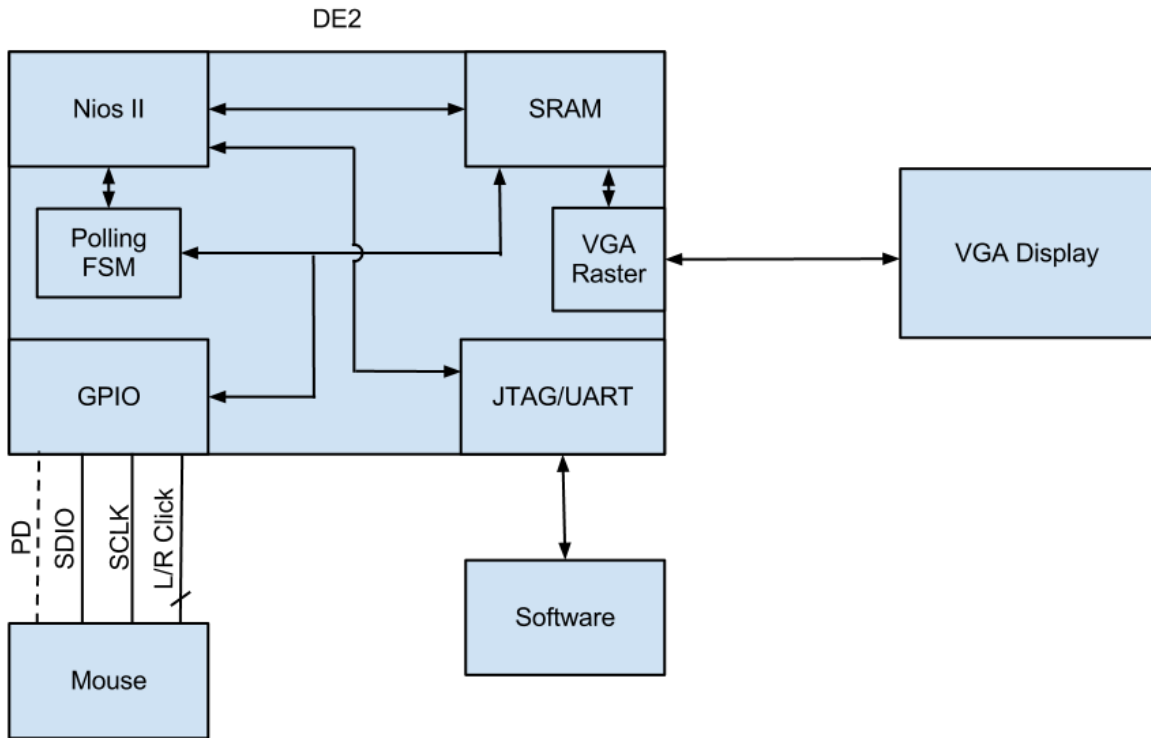 DE2
Nios II
SRAM
Polling
FSM
VGA
Raster
VGA Display
GPIO
JTAG/UART
PD
SDIO
SCLK
L/R Click
Software
Mouse